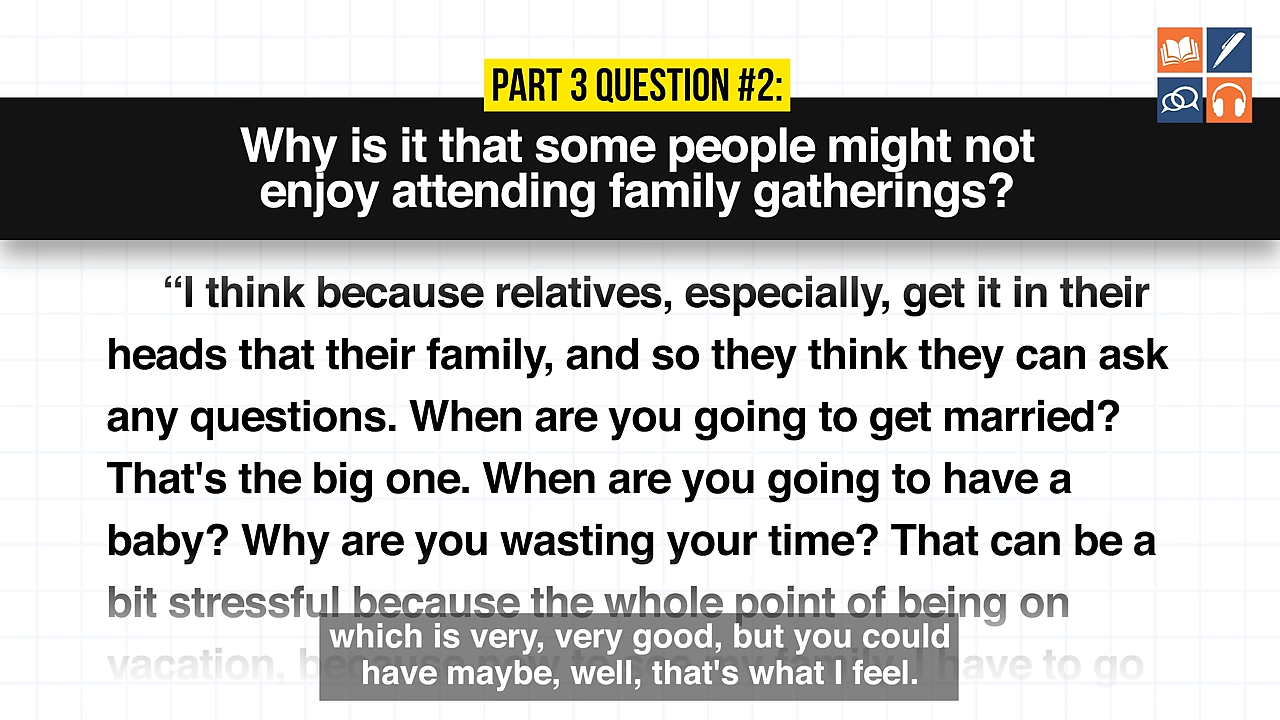 PART 3 QUESTION #2:
Why is it that some people might not
enjoy attending family gatherings?
“I think because relatives, especially, get it in their
heads that their family, and so they think they can ask
any questions. When are you going to get married?
That's the big one. When are you going to have a
baby? Why are you wasting your time? That can be a
bit stressful because the whole point of being on
vacation, have to go
which is very, very good, but you could
have maybe, well, that's what I feel.